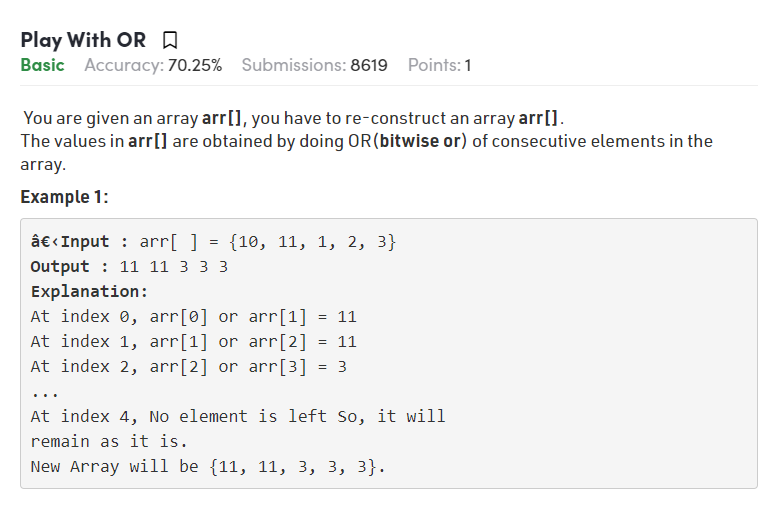 Play With OR
Basic Accuracy: 70.25% Submissions: 8619 Points: 1
You are given an array arr[], you have to re-construct an array arr[].
The values in arr[] are obtained by doing OR(bitwise or) of consecutive elements in the
array.
Example 1:
â€‹Input : arr[ ] = {10, 11, 1, 2, 3}
Output : 11 11 3 3 3
Explanation:
At index 0, arr[0] or arr[1] = 11
At index 1, arr[1] or arr[2] = 11
At index 2, arr[2] or arr[3] = 3
...
At index 4, No element is left So, it will
remain as it is.
New Array will be {11, 11, 3, 3, 3}.